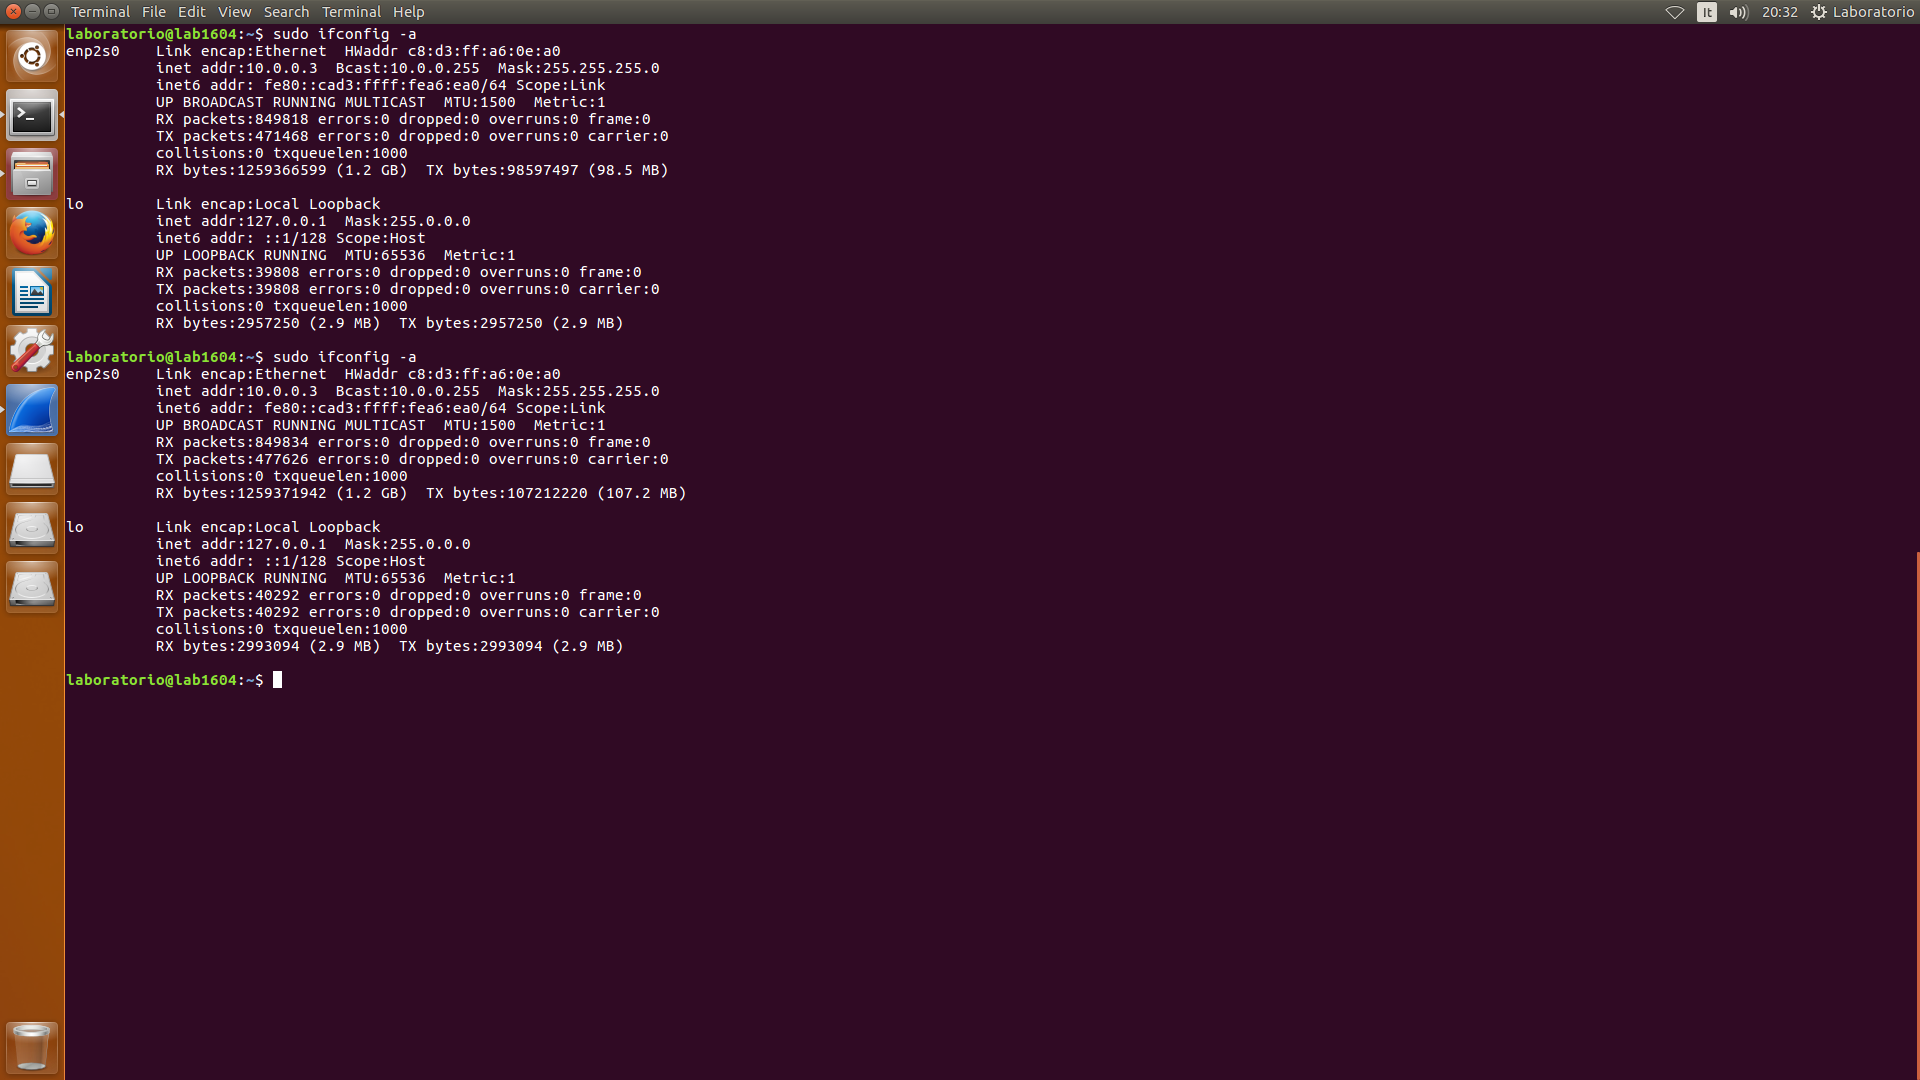 Terminal File Edit View Search Terminal Help It 20:32 Laboratorio
laboratorio@lab1604:~$ sudo ifconfig -a
enp2s0    Link encap:Ethernet  HWaddr c8:d3:ff:a6:0e:a0
          inet addr:10.0.0.3  Bcast:10.0.0.255  Mask:255.255.255.0
          inet6 addr: fe80::cad3:ffff:fea6:ea0/64 Scope:Link
          UP BROADCAST RUNNING MULTICAST  MTU:1500  Metric:1
          RX packets:849818 errors:0 dropped:0 overruns:0 frame:0
          TX packets:471468 errors:0 dropped:0 overruns:0 carrier:0
          collisions:0 txqueuelen:1000
          RX bytes:1259366599 (1.2 GB)  TX bytes:98597497 (98.5 MB)

lo        Link encap:Local Loopback
          inet addr:127.0.0.1  Mask:255.0.0.0
          inet6 addr: ::1/128 Scope:Host
          UP LOOPBACK RUNNING  MTU:65536  Metric:1
          RX packets:39808 errors:0 dropped:0 overruns:0 frame:0
          TX packets:39808 errors:0 dropped:0 overruns:0 carrier:0
          collisions:0 txqueuelen:1000
          RX bytes:2957250 (2.9 MB)  TX bytes:2957250 (2.9 MB)

laboratorio@lab1604:~$ sudo ifconfig -a
enp2s0    Link encap:Ethernet  HWaddr c8:d3:ff:a6:0e:a0
          inet addr:10.0.0.3  Bcast:10.0.0.255  Mask:255.255.255.0
          inet6 addr: fe80::cad3:ffff:fea6:ea0/64 Scope:Link
          UP BROADCAST RUNNING MULTICAST  MTU:1500  Metric:1
          RX packets:849834 errors:0 dropped:0 overruns:0 frame:0
          TX packets:477626 errors:0 dropped:0 overruns:0 carrier:0
          collisions:0 txqueuelen:1000
          RX bytes:1259371942 (1.2 GB)  TX bytes:107212220 (107.2 MB)

lo        Link encap:Local Loopback
          inet addr:127.0.0.1  Mask:255.0.0.0
          inet6 addr: ::1/128 Scope:Host
          UP LOOPBACK RUNNING  MTU:65536  Metric:1
          RX packets:40292 errors:0 dropped:0 overruns:0 frame:0
          TX packets:40292 errors:0 dropped:0 overruns:0 carrier:0
          collisions:0 txqueuelen:1000
          RX bytes:2993094 (2.9 MB)  TX bytes:2993094 (2.9 MB)

laboratorio@lab1604:~$